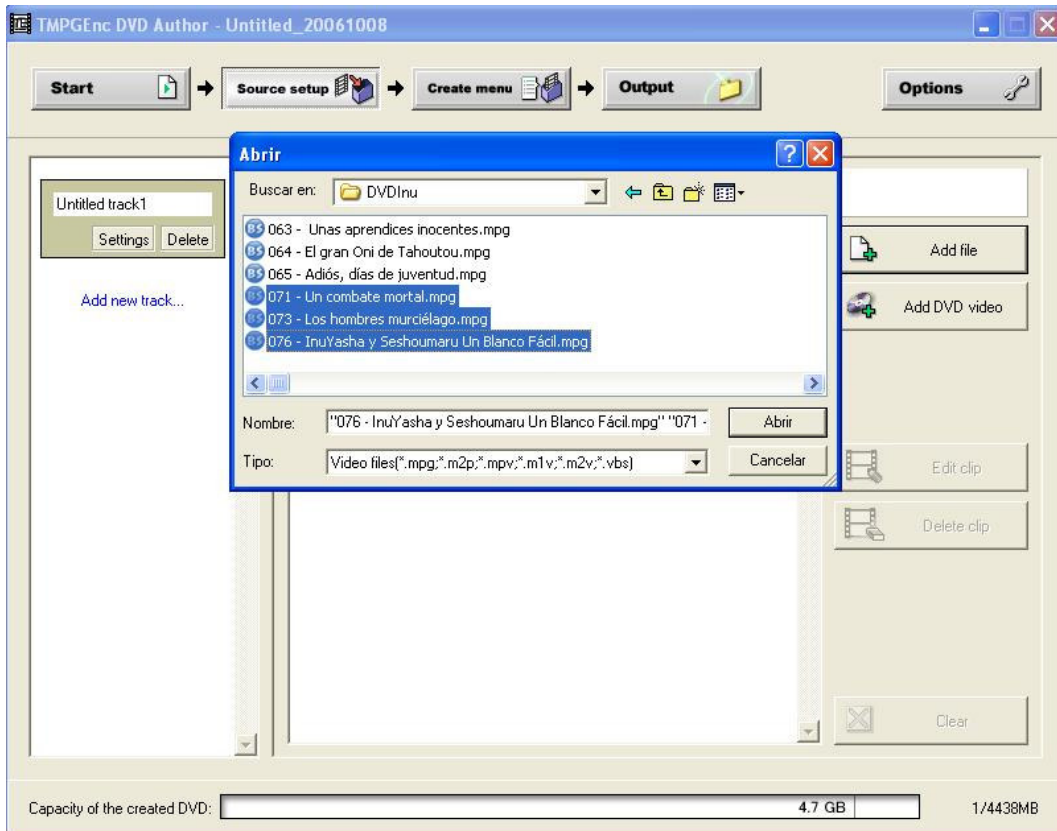 TMPGEnc DVD Author - Untitled_20061008
Start
Source setup
Create menu
Output
Options
Abrir
Buscar en: DVDInu
063 -  Unas aprendices inocentes.mpg
064 - El gran Oni de Tahoutou.mpg
065 - Adiós, días de juventud.mpg
071 - Un combate mortal.mpg
073 - Los hombres murciélago.mpg
076 - InuYasha y Seshoumaru Un Blanco Fácil.mpg
Nombre: "076 - InuYasha y Seshoumaru Un Blanco Fácil.mpg" "071 - Abrir
Tipo: Video files(*.mpg;*.m2p;*.mpv;*.m1v;*.m2v;*.vbs) Cancelar
Untitled track1
Settings Delete
Add new track...
Add file
Add DVD video
Edit clip
Delete clip
Clear
Capacity of the created DVD: 4.7 GB 1/4438MB